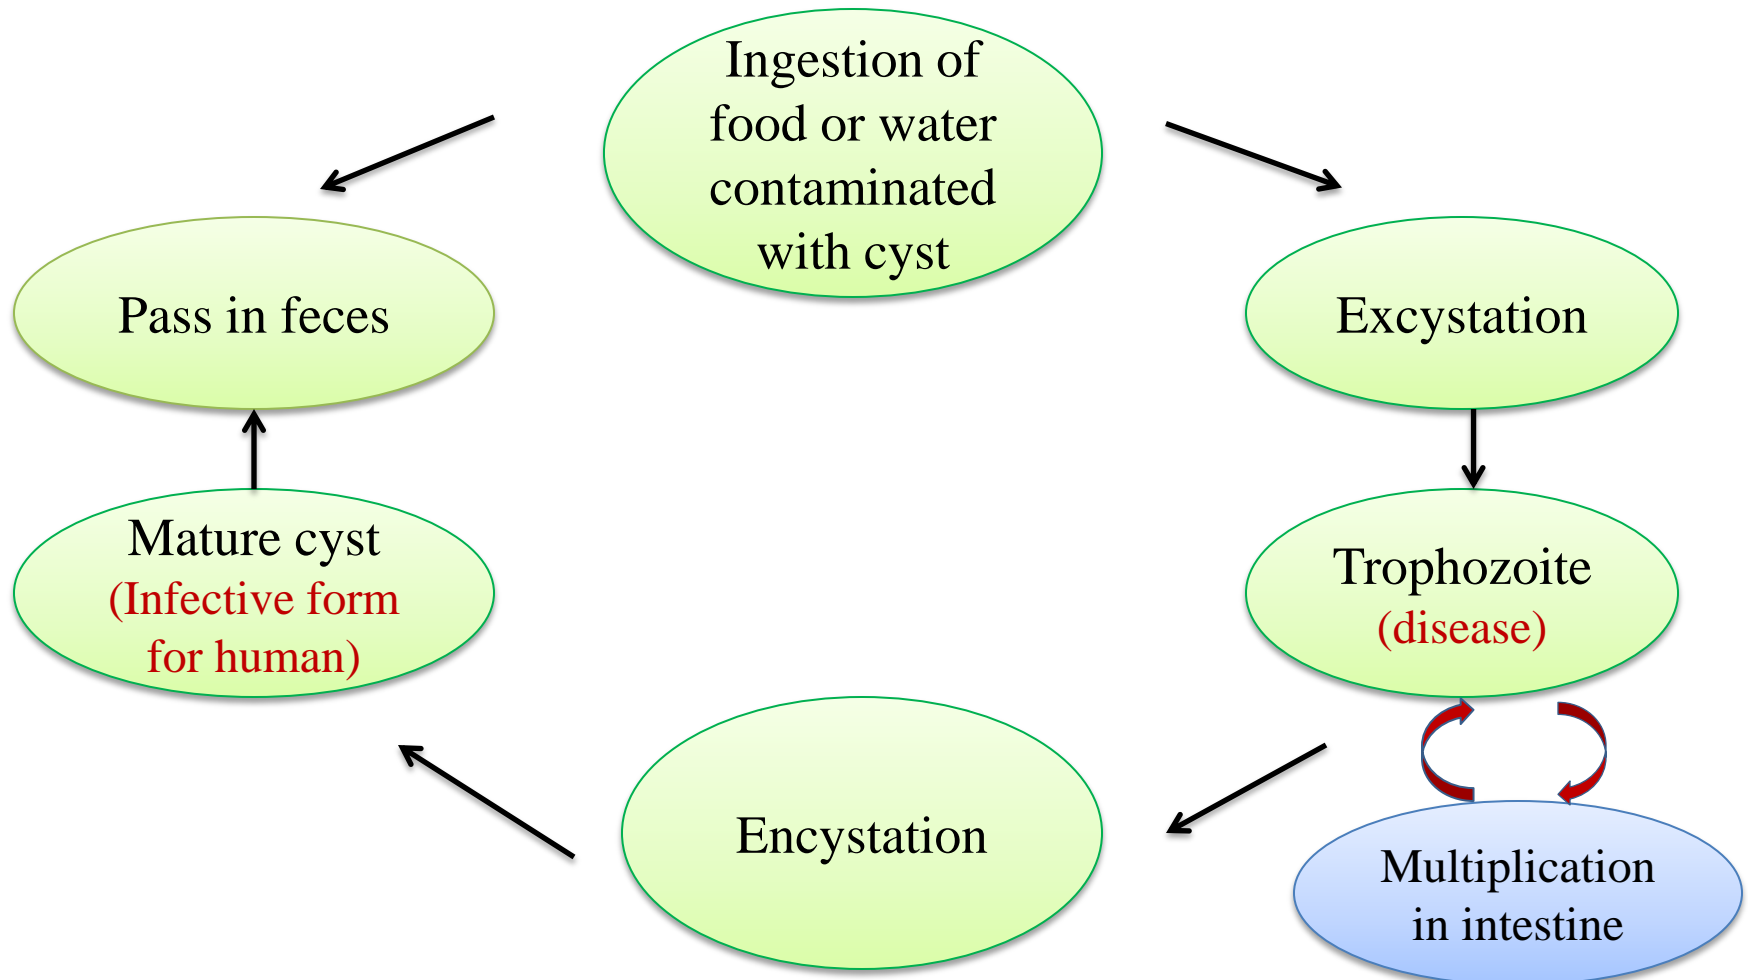 Ingestion of
food or water
contaminated
with cyst
Pass in feces
Excystation
Mature cyst
(Infective form
for human)
Trophozoite
(disease)
Encystation
Multiplication
in intestine